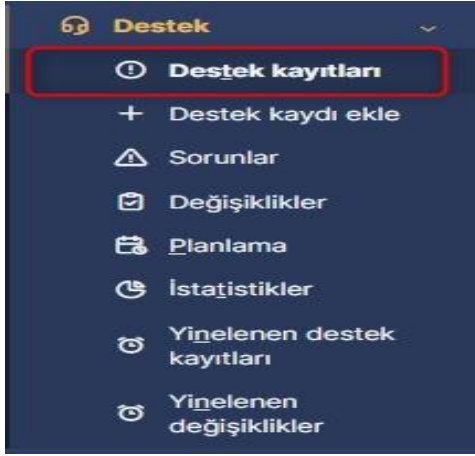 Destek
Destek kayıtları
Destek kaydı ekle
Sorunlar
Değişiklikler
Planlama
İstatistikler
Yinelenen destek
kayıtları
Yinelenen
değişiklikler